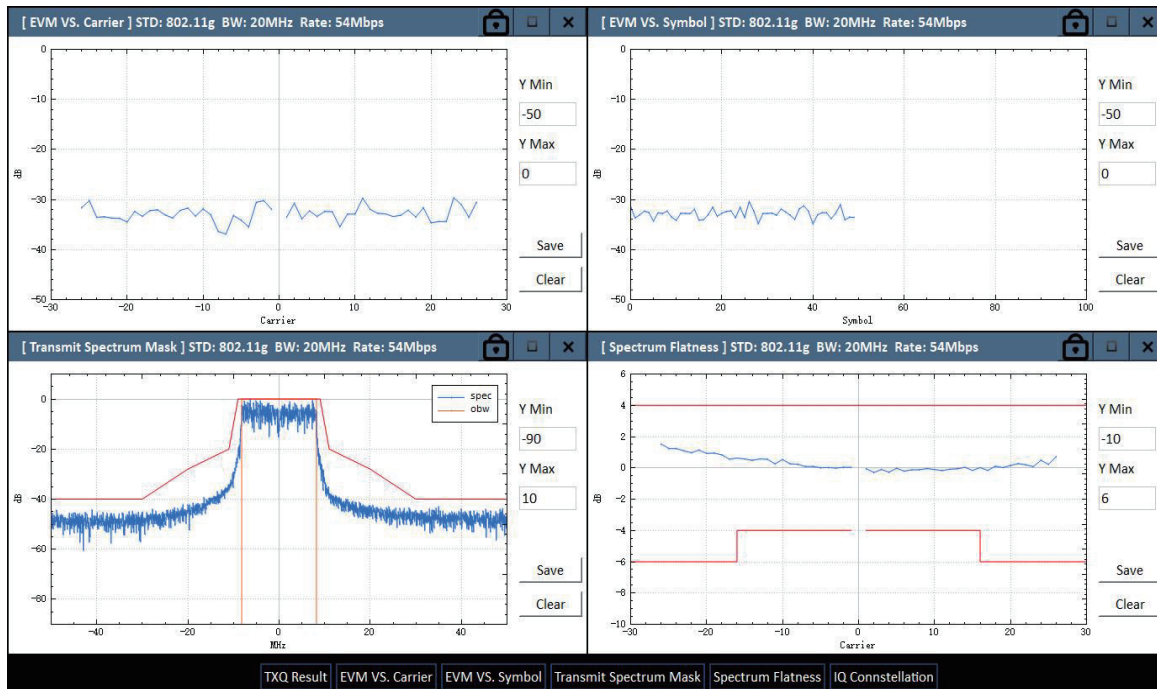 [ EVM VS. Carrier ] STD: 802.11g BW: 20MHz Rate: 54Mbps
0
-10
-20
-30
-40
-50
dB
-30 -20 -10 0 10 20 30
Carrier
Y Min
-50
Y Max
0
Save
Clear
[ EVM VS. Symbol ] STD: 802.11g BW: 20MHz Rate: 54Mbps
0
-10
-20
-30
-40
-50
dB
0 20 40 60 80 100
Symbol
Y Min
-50
Y Max
0
Save
Clear
[ Transmit Spectrum Mask ] STD: 802.11g BW: 20MHz Rate: 54Mbps
0
-20
-40
-60
-80
dB
spec
obw
-40 -20 0 20 40
MHz
Y Min
-90
Y Max
10
Save
Clear
[ Spectrum Flatness ] STD: 802.11g BW: 20MHz Rate: 54Mbps
6
4
2
0
-2
-4
-6
-8
-10
dB
-30 -20 -10 0 10 20 30
Carrier
Y Min
-10
Y Max
6
Save
Clear
TXQ Result EVM VS. Carrier EVM VS. Symbol Transmit Spectrum Mask Spectrum Flatness IQ Connstellation